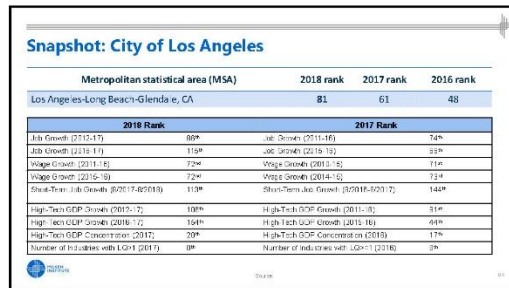 Snapshot: City of Los Angeles
Metropolitan statistical area (MSA) 2018 rank 2017 rank 2016 rank
Los Angeles-Long Beach-Glendale, CA 81 61 48
2018 Rank 2017 Rank
Job Growth (2012-17) Job Growth (2011-16) 74th
Job Growth (2016-17) 115th Job Growth (2015-16)
Wage Growth (2011-16) 72nd Wage Growth (2010-15) 71st
Wage Growth (2015-16) 72nd Wage Growth (2014-15)
Short-Term Job Growth (8/2017-8/2018) 113th Short-Term Job Growth (8/2016-8/2017) 144th
High-Tech GDP Growth (2012-17) High-Tech GDP Growth (2011-16)
High-Tech GDP Growth (2016-17) High-Tech GDP Growth (2015-16) 44th
High-Tech GDP Concentration (2017) 20th High-Tech GDP Concentration (2016) 17th
Number of Industries with LQ>1 (2017) Number of Industries with LQ>=1 (2016)
MILKEN INSTITUTE
Source